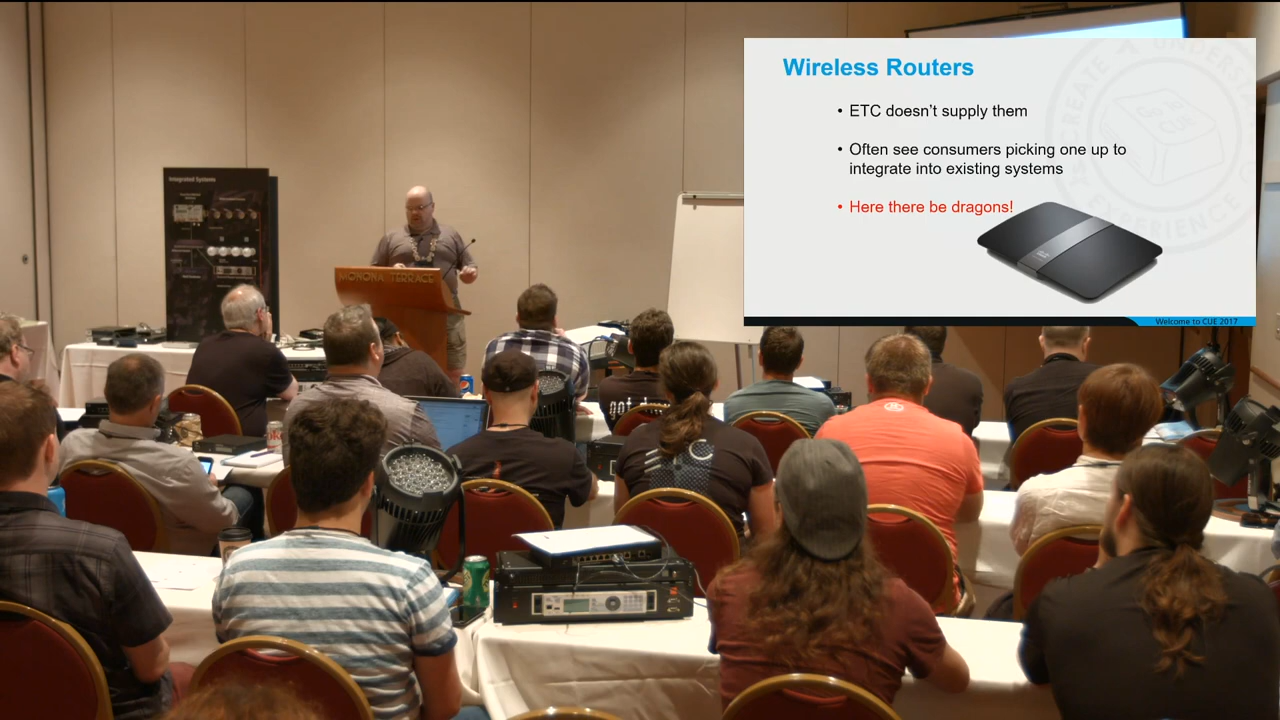 Wireless Routers
• ETC doesn’t supply them
• Often see consumers picking one up to
integrate into existing systems
• Here there be dragons!
Welcome to CUE 2017
Integrated Systems
MONONA TERRACE